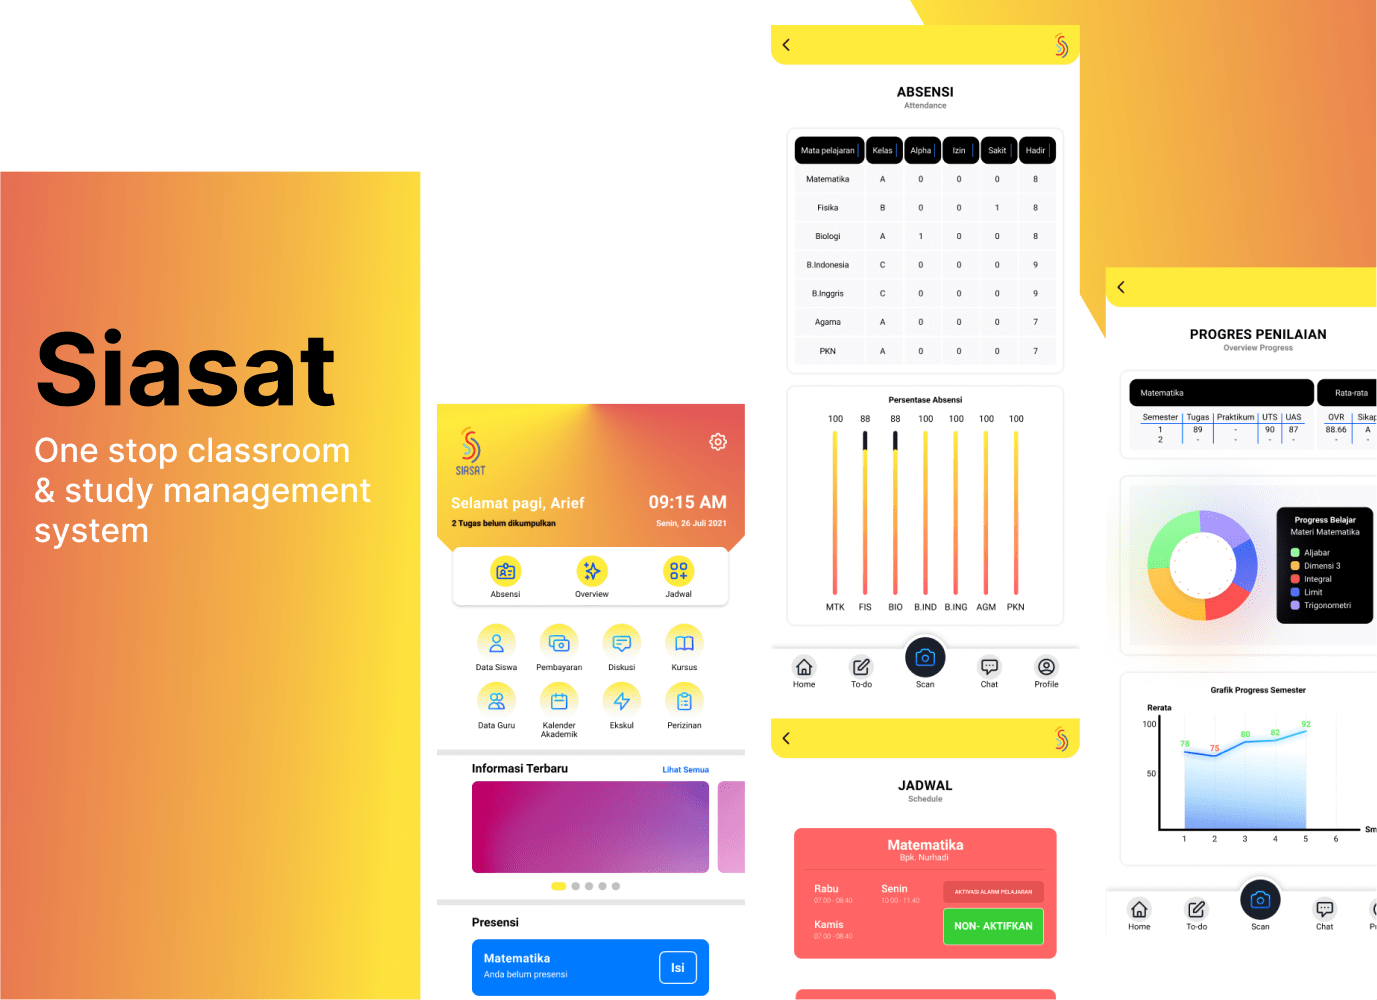 Siasat
One stop classroom
& study management
system
SIASAT
Selamat pagi, Arief
09:15 AM
2 Tugas belum dikumpulkan
Senin, 26 Juli 2021
Absensi Overview Jadwal
Data Siswa Pembayaran Diskusi Kursus
Data Guru Kalender Akademik Ekskul Perizinan
Informasi Terbaru Lihat Semua
Presensi
Matematika
Anda belum presensi
Isi
ABSENSI
Attendance
Mata pelajaran Kelas Alpha Izin Sakit Hadir
Matematika A 0 0 0 8
Fisika B 0 0 1 8
Biologi A 1 0 0 8
B.Indonesia C 0 0 0 9
B.Inggris C 0 0 0 9
Agama A 0 0 0 7
PKN A 0 0 0 7
Persentase Absensi
100 88 88 100 100 100 100
MTK FIS BIO B.IND B.ING AGM PKN
Home To-do Scan Chat Profile
JADWAL
Schedule
Matematika
Bpk. Nurhadi
Rabu Senin
07.00 - 08:40 10.00 - 11.40
AKTIVASI ALARM PELAJARAN
Kamis
07.00 - 08:40
NON- AKTIFKAN
PROGRES PENILAIAN
Overview Progress
Matematika Rata-rata
Semester Tugas Praktikum UTS UAS OVR Sikap
1 89 - 90 87 88.66 A
2 - - - - - -
Progress Belajar
Materi Matematika
Aljabar
Dimensi 3
Integral
Limit
Trigonometri
Grafik Progress Semester
Rerata
100
50
78 75 80 82 92
1 2 3 4 5 6
Sm
Home To-do Scan Chat P